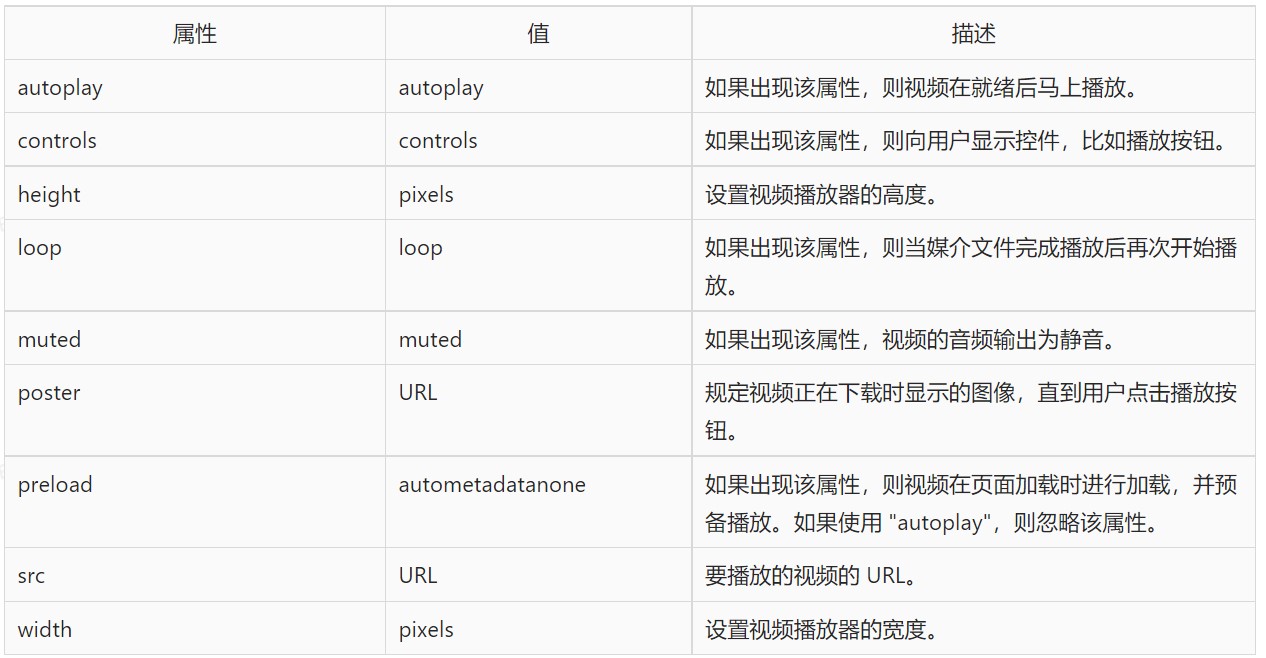 属性 值 描述
autoplay autoplay 如果出现该属性，则视频在就绪后马上播放。
controls controls 如果出现该属性，则向用户显示控件，比如播放按钮。
height pixels 设置视频播放器的高度。
loop loop 如果出现该属性，则当媒介文件完成播放后再次开始播
放。
muted muted 如果出现该属性，视频的音频输出为静音。
poster URL 规定视频正在下载时显示的图像，直到用户点击播放按
钮。
preload autometadatanone 如果出现该属性，则视频在页面加载时进行加载，并预
备播放。如果使用 "autoplay"，则忽略该属性。
src URL 要播放的视频的 URL。
width pixels 设置视频播放器的宽度。